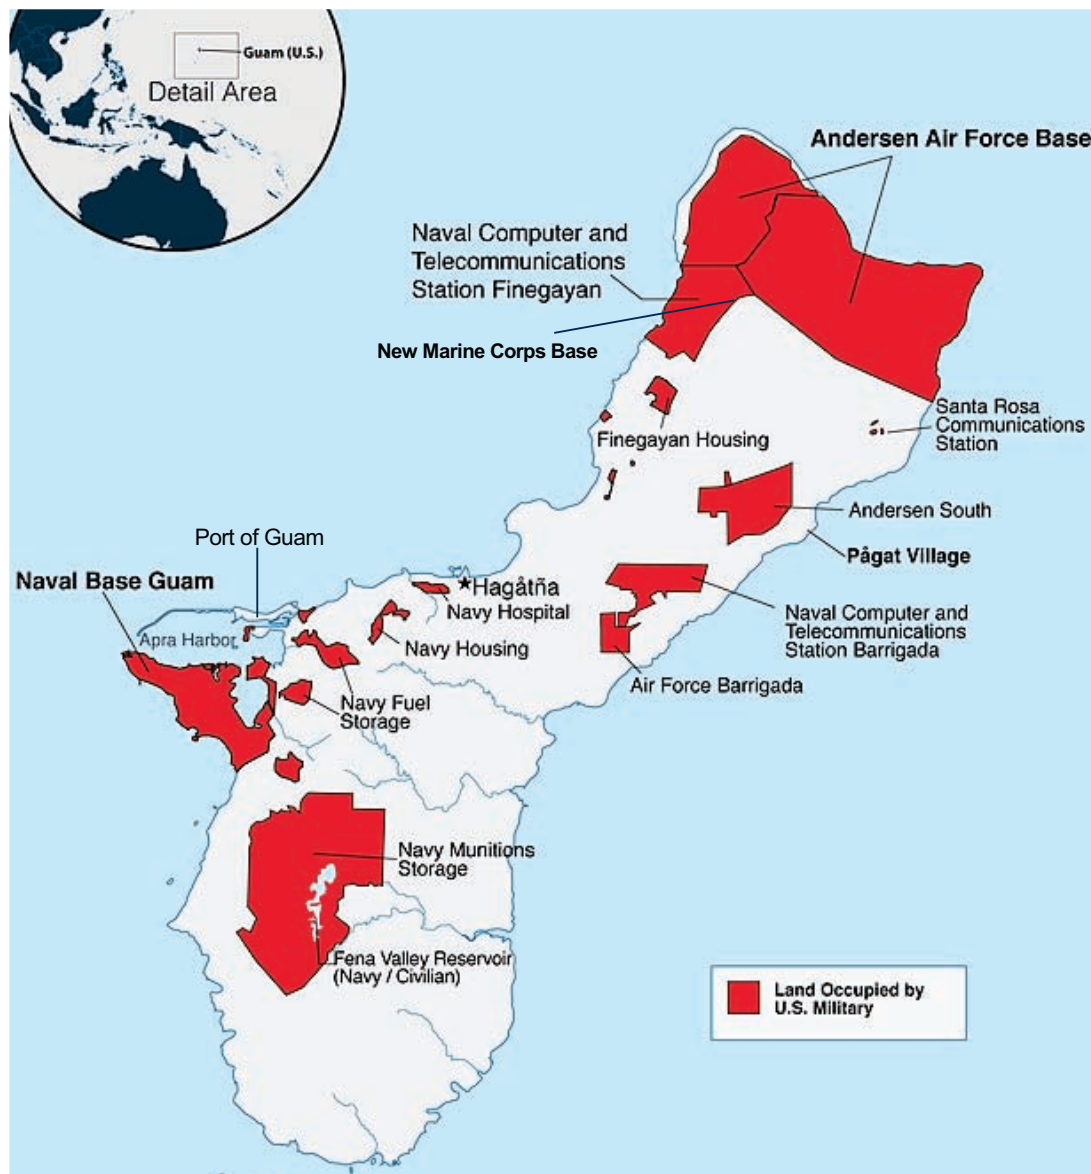 Guam (U.S.)
Detail Area
Andersen Air Force Base
Naval Computer and
Telecommunications
Station Finegayan
New Marine Corps Base
Finegayan Housing
Santa Rosa
Communications
Station
Andersen South
Pågat Village
Port of Guam
Naval Base Guam
Hagåtña
Navy Hospital
Apra Harbor
Navy Housing
Naval Computer and
Telecommunications
Station Barrigada
Air Force Barrigada
Navy Fuel
Storage
Navy Munitions
Storage
Fena Valley Reservoir
(Navy / Civilian)
Land Occupied by
U.S. Military